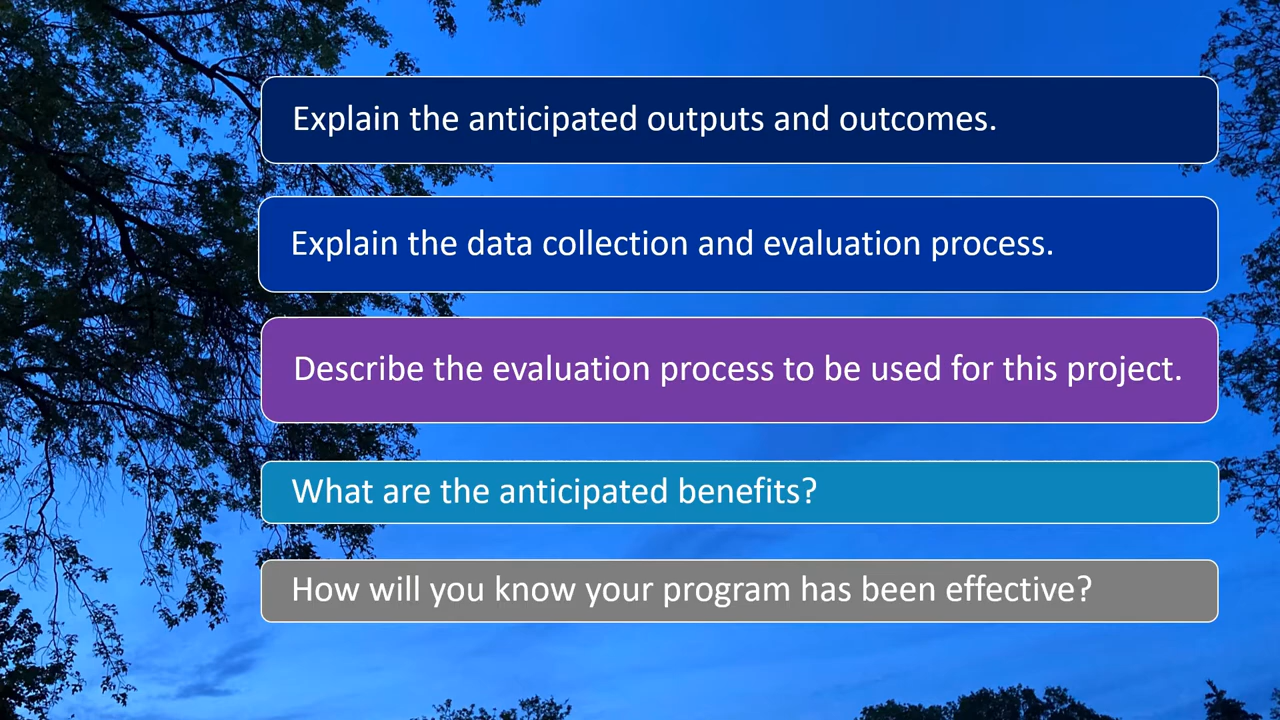 Explain the anticipated outputs and outcomes.
Explain the data collection and evaluation process.
Describe the evaluation process to be used for this project.
What are the anticipated benefits?
How will you know your program has been effective?